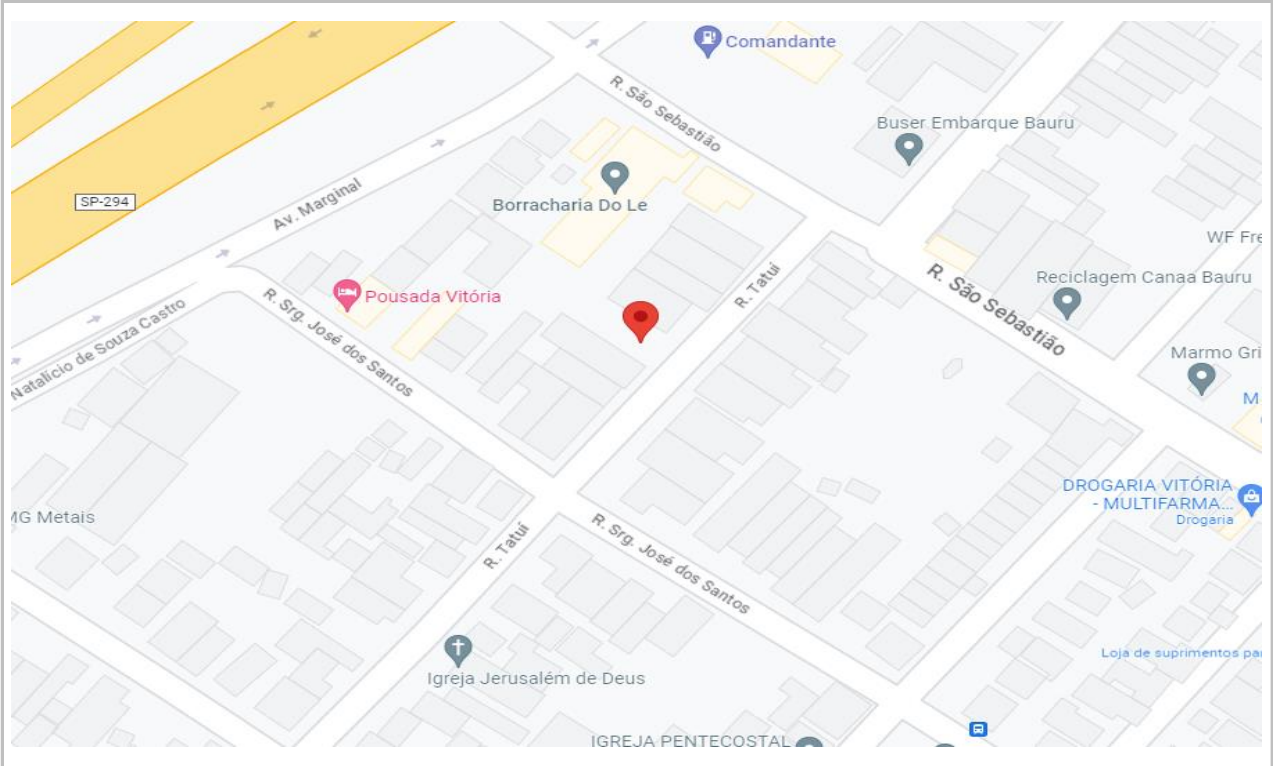 Comandante
R. São Sebastião
Buser Embarque Bauru
Borracharia Do Le
SP-294
Av. Marginal
WF Fre
R. Tatuí
R. São Sebastião
Reciclagem Canaa Bauru
Pousada Vitória
R. Srg. José dos Santos
Natalício de Souza Castro
Marmo Gri
M
DROGARIA VITÓRIA
- MULTIFARMA...
Drogaria
MG Metais
R. Tatuí
R. Srg. José dos Santos
Igreja Jerusalém de Deus
Loja de suprimentos pa
IGREJA PENTECOSTAL